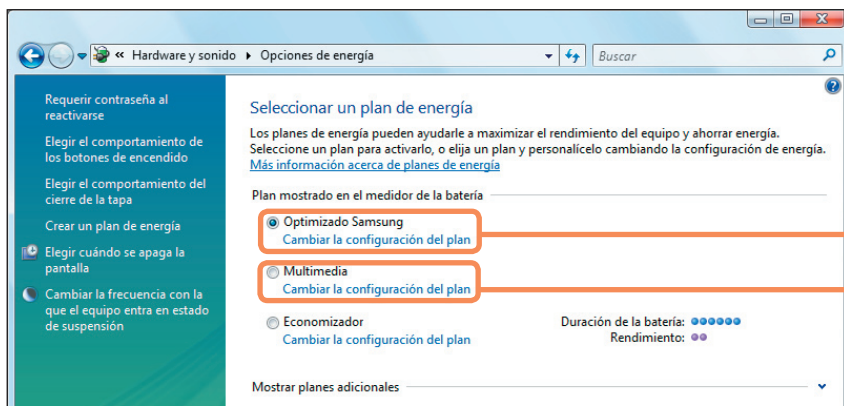 « Hardware y sonido ▸ Opciones de energía
Buscar
Requerir contraseña al
reactivarse
Elegir el comportamiento de
los botones de encendido
Elegir el comportamiento del
cierre de la tapa
Crear un plan de energía
Elegir cuándo se apaga la
pantalla
Cambiar la frecuencia con la
que el equipo entra en estado
de suspensión
Seleccionar un plan de energía
Los planes de energía pueden ayudarle a maximizar el rendimiento del equipo y ahorrar energía.
Seleccione un plan para activarlo, o elija un plan y personalícelo cambiando la configuración de energía.
Más información acerca de planes de energía
Plan mostrado en el medidor de la batería
Optimizado Samsung
Cambiar la configuración del plan
Multimedia
Cambiar la configuración del plan
Economizador
Cambiar la configuración del plan
Duración de la batería:
Rendimiento:
Mostrar planes adicionales